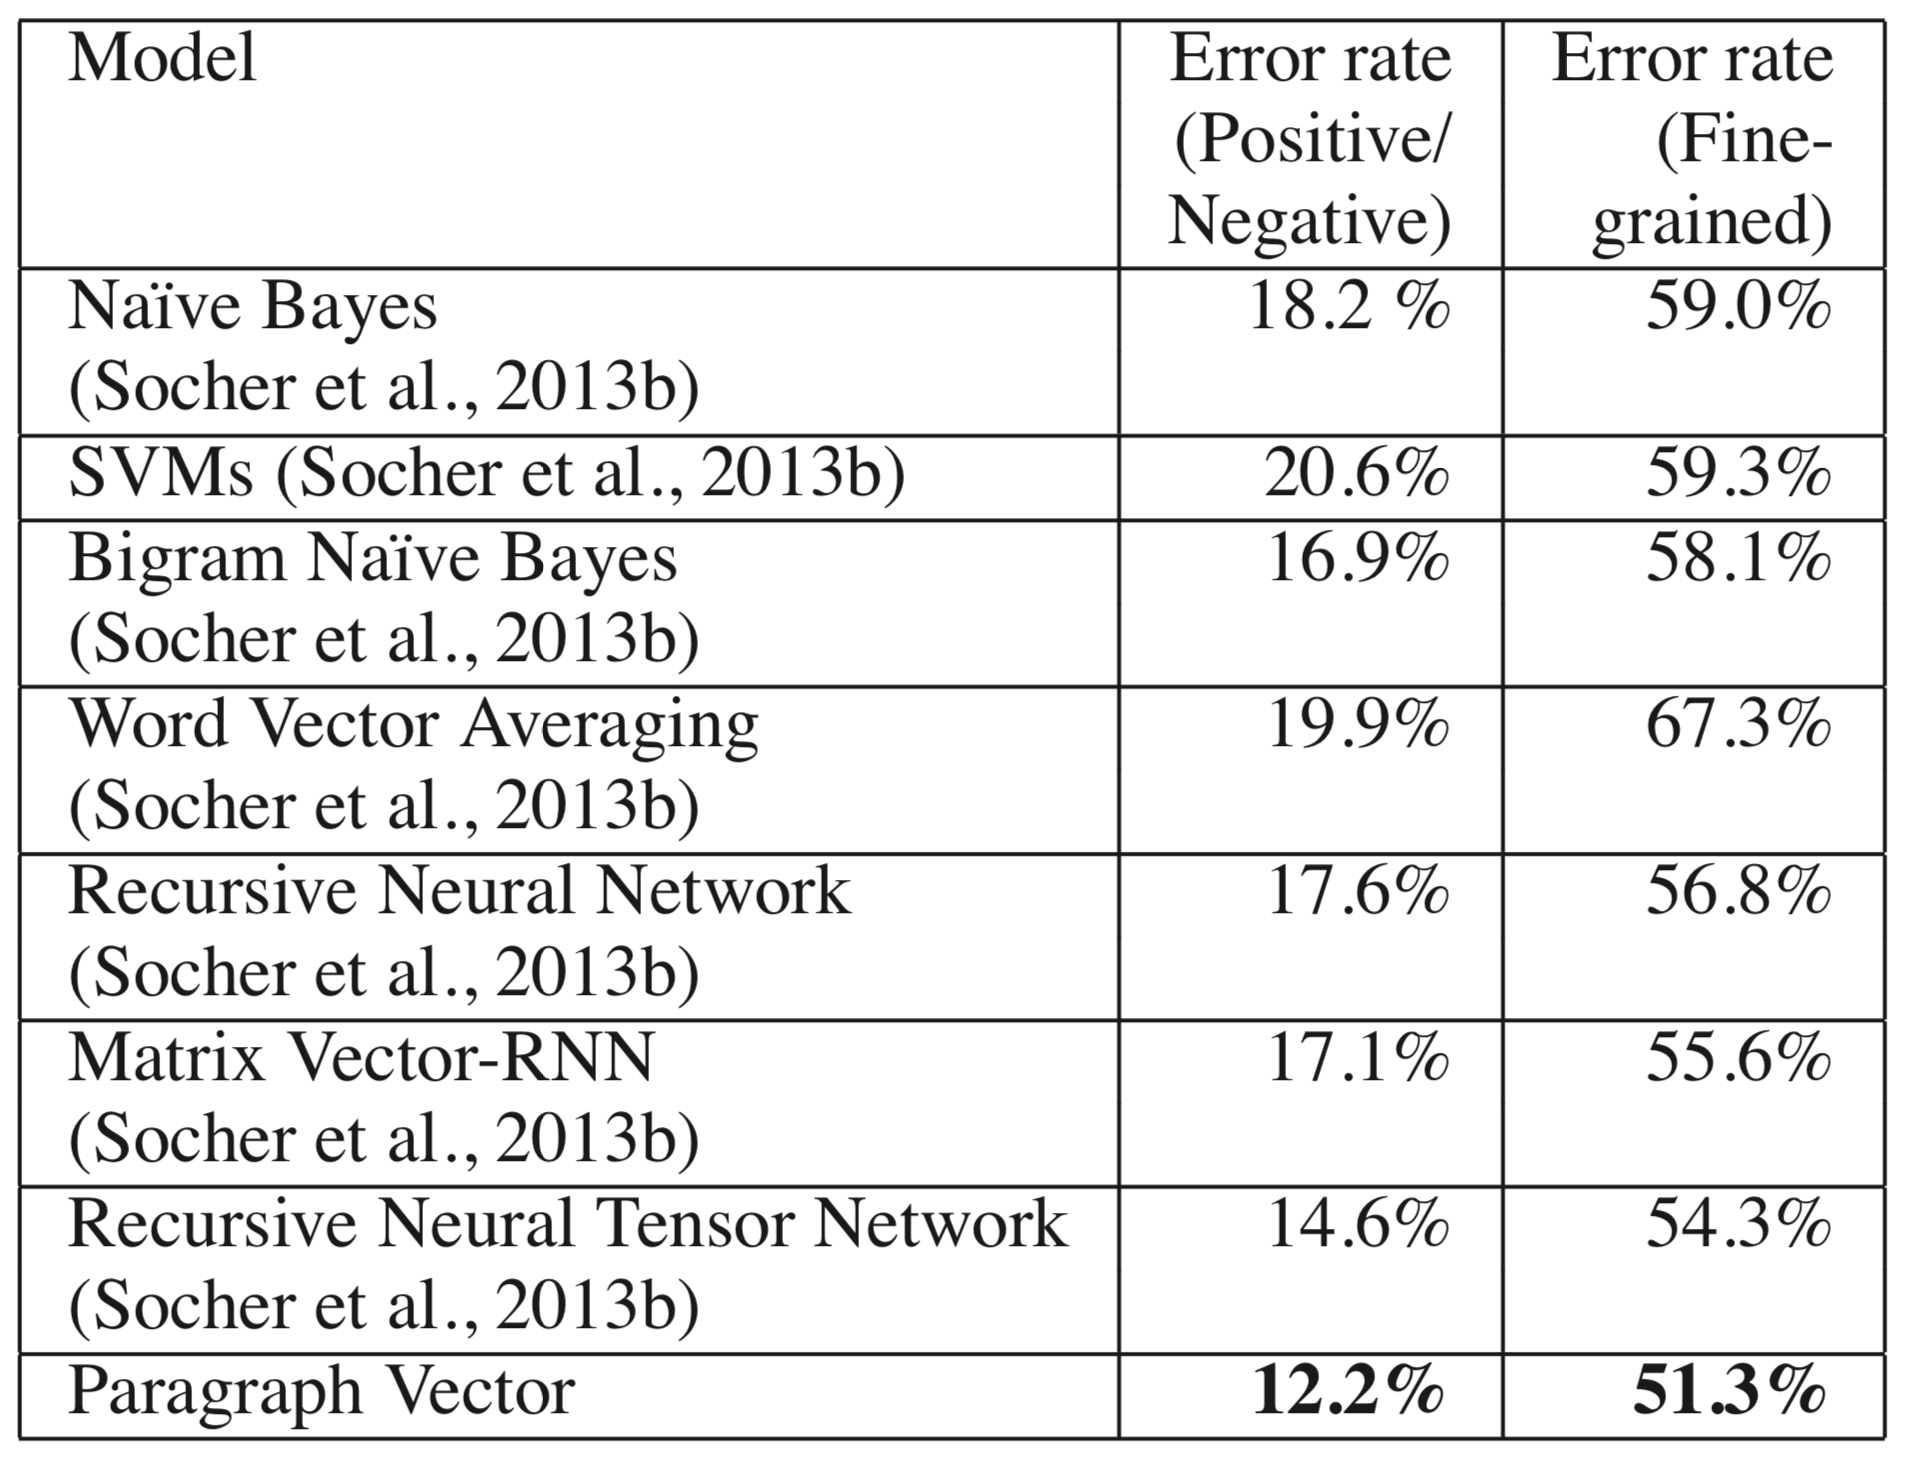 Model Error rate Error rate
(Positive/ (Fine-
Negative) grained)
Naïve Bayes 18.2 % 59.0%
(Socher et al., 2013b)
SVMs (Socher et al., 2013b) 20.6% 59.3%
Bigram Naïve Bayes 16.9% 58.1%
(Socher et al., 2013b)
Word Vector Averaging 19.9% 67.3%
(Socher et al., 2013b)
Recursive Neural Network 17.6% 56.8%
(Socher et al., 2013b)
Matrix Vector-RNN 17.1% 55.6%
(Socher et al., 2013b)
Recursive Neural Tensor Network 14.6% 54.3%
(Socher et al., 2013b)
Paragraph Vector 12.2% 51.3%